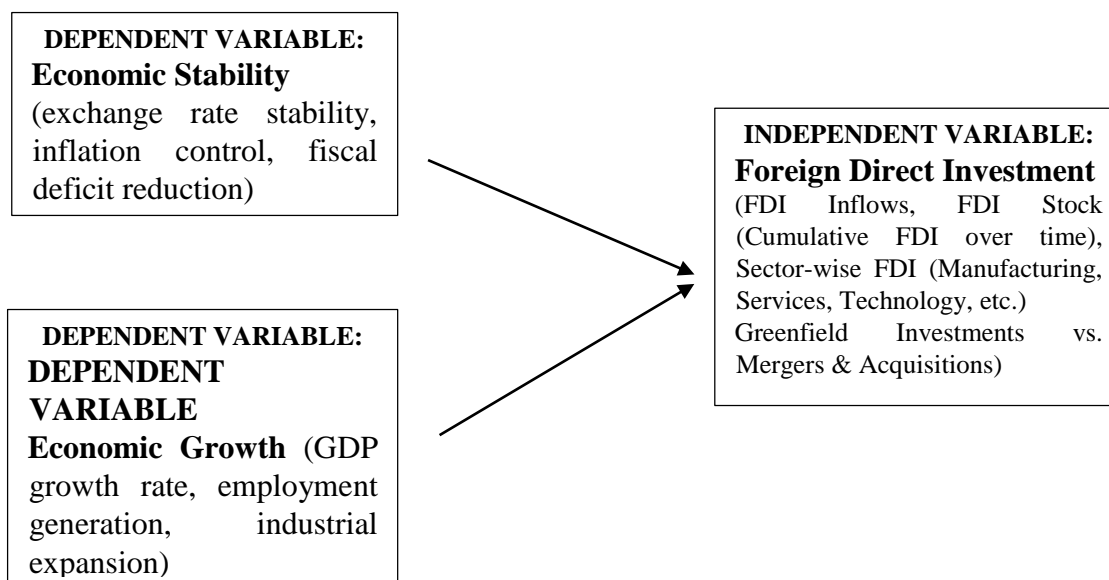 DEPENDENT VARIABLE:
Economic Stability
(exchange rate stability,
inflation control, fiscal
deficit reduction)
DEPENDENT VARIABLE:
DEPENDENT
VARIABLE
Economic Growth (GDP
growth rate, employment
generation, industrial
expansion)
INDEPENDENT VARIABLE:
Foreign Direct Investment
(FDI Inflows, FDI Stock
(Cumulative FDI over time),
Sector-wise FDI (Manufacturing,
Services, Technology, etc.)
Greenfield Investments vs.
Mergers & Acquisitions)